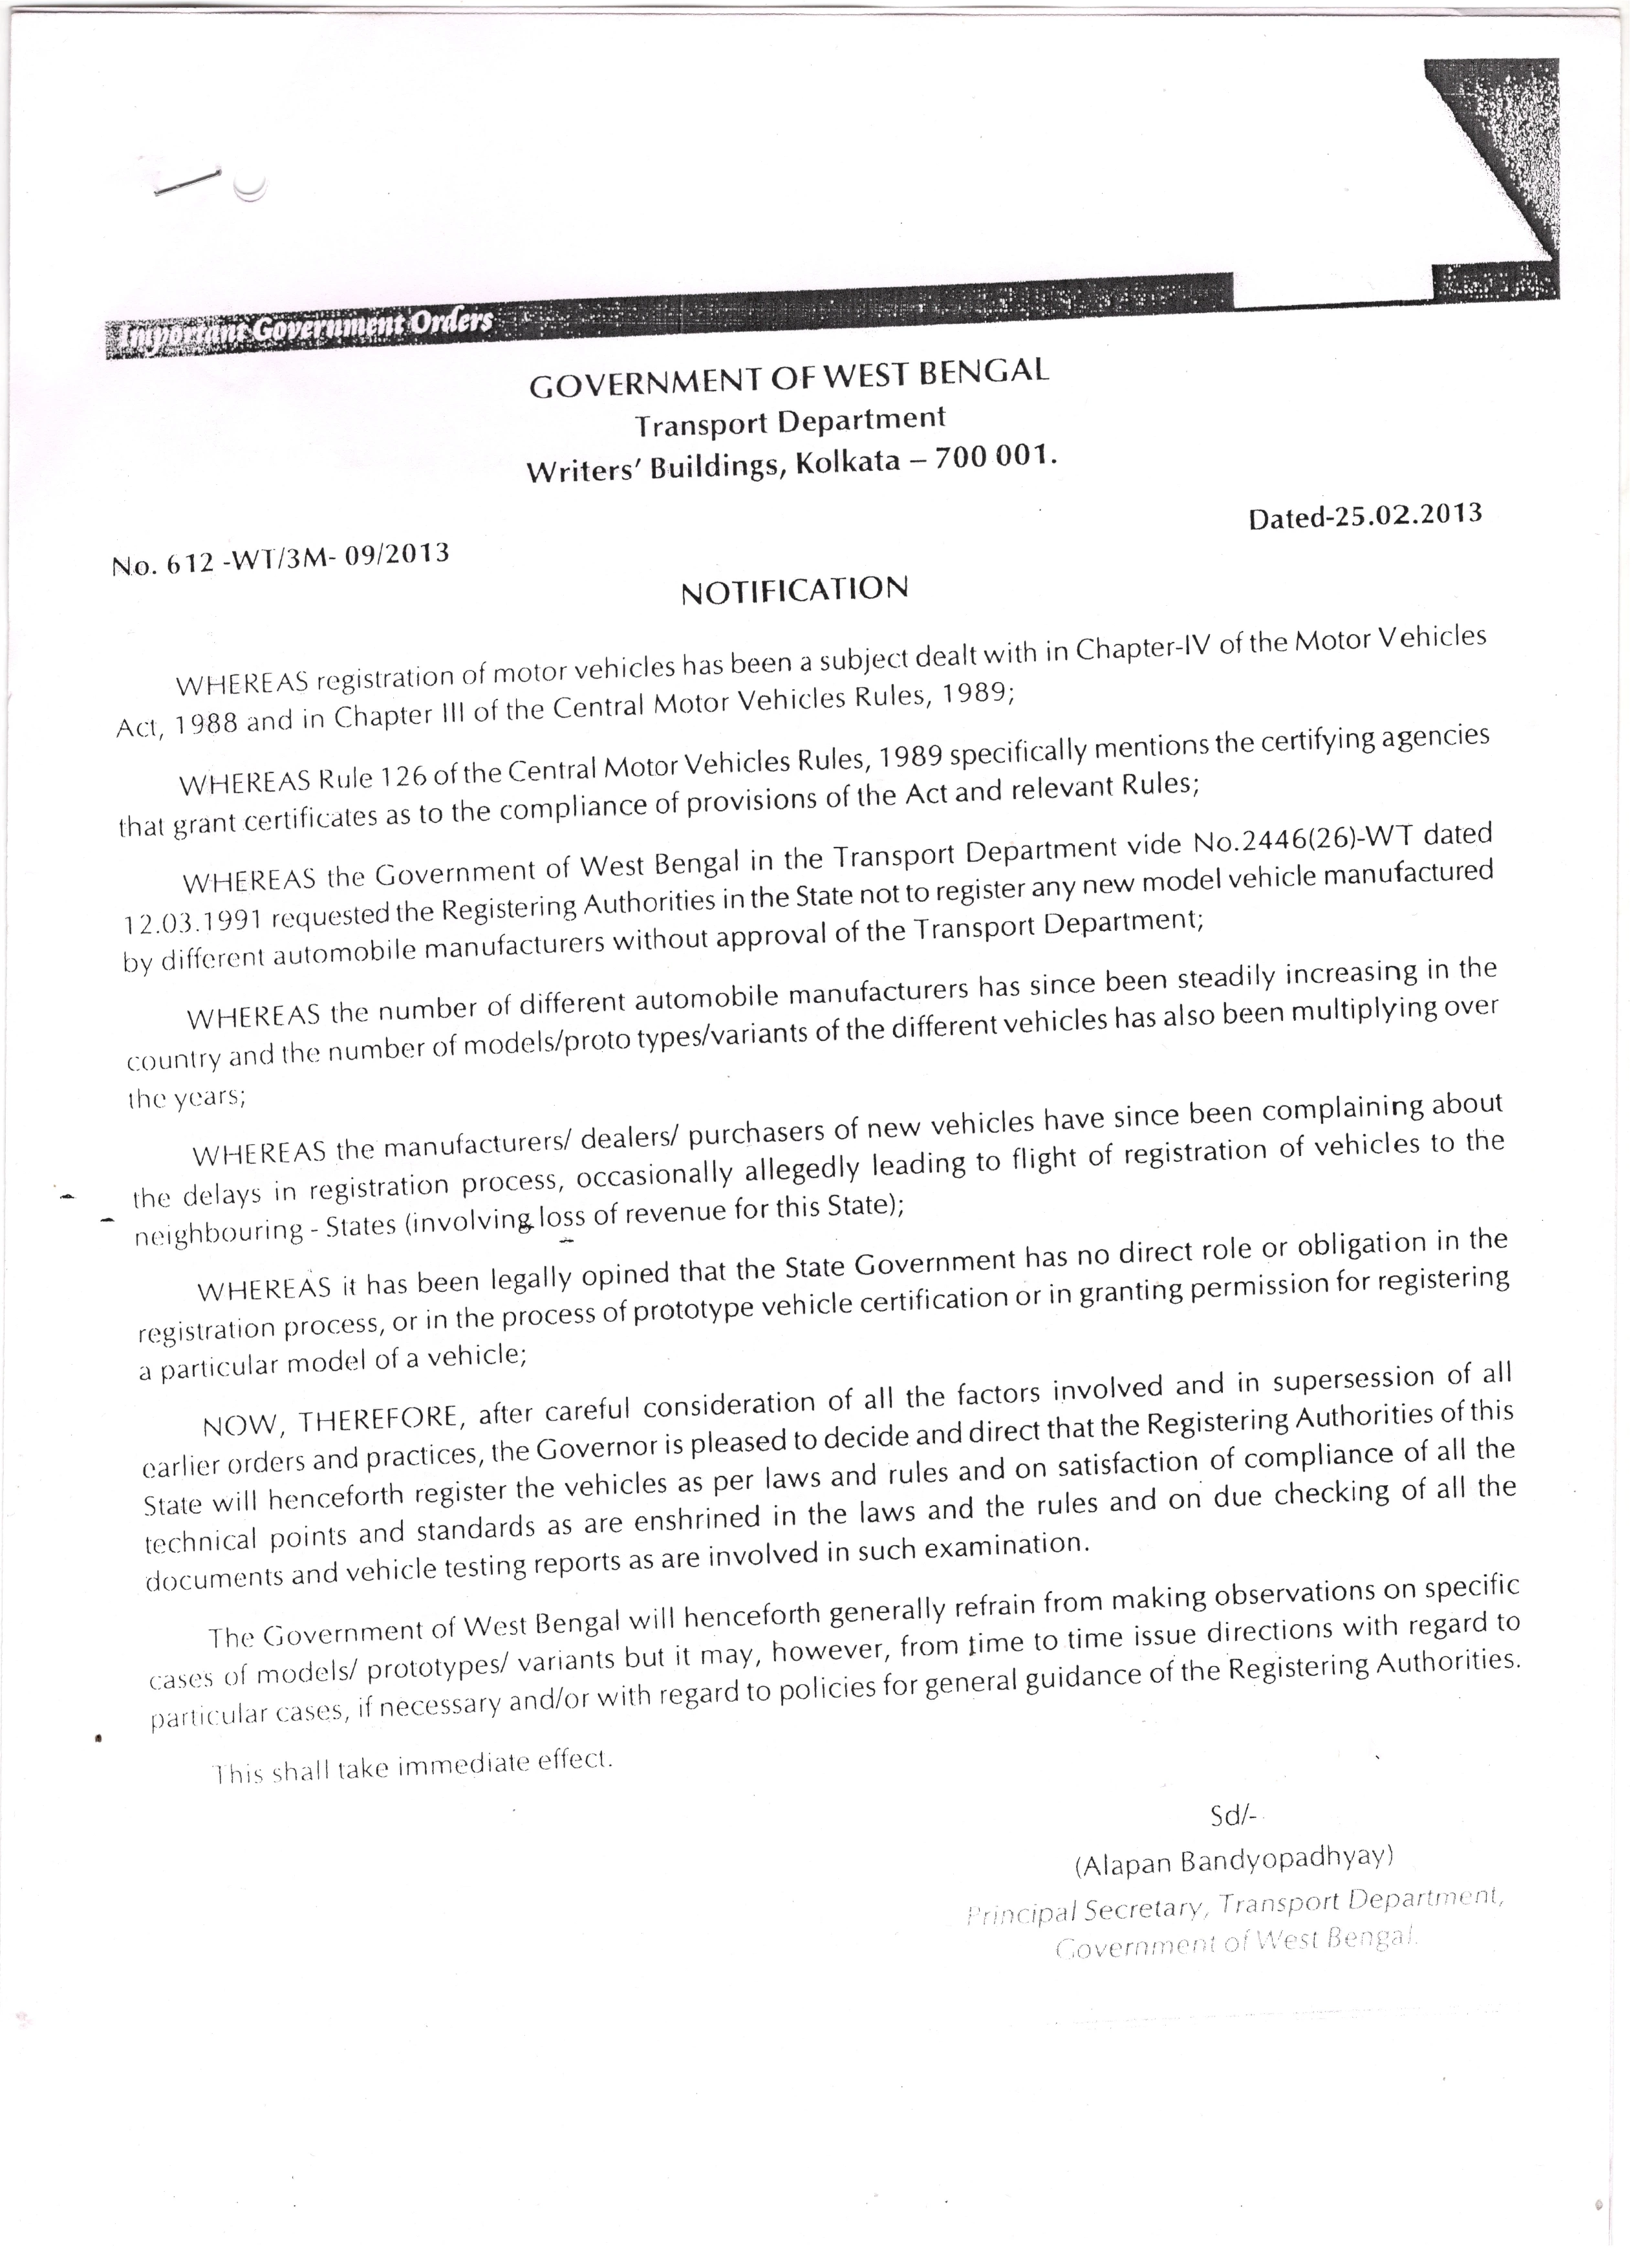 Important Government Orders
GOVERNMENT OF WEST BENGAL
Transport Department
Writers' Buildings, Kolkata – 700 001.
Dated-25.02.2013
No. 612 -WT/3M- 09/2013
NOTIFICATION
WHEREAS registration of motor vehicles has been a subject dealt with in Chapter-IV of the Motor Vehicles
Act, 1988 and in Chapter III of the Central Motor Vehicles Rules, 1989;
WHEREAS Rule 126 of the Central Motor Vehicles Rules, 1989 specifically mentions the certifying agencies
that grant certificates as to the compliance of provisions of the Act and relevant Rules;
WHEREAS the Government of West Bengal in the Transport Department vide No.2446(26)-WT dated
12.03.1991 requested the Registering Authorities in the State not to register any new model vehicle manufactured
by different automobile manufacturers without approval of the Transport Department;
WHEREAS the number of different automobile manufacturers has since been steadily increasing in the
country and the number of models/proto types/variants of the different vehicles has also been multiplying over
the years;
WHEREAS the manufacturers/ dealers/ purchasers of new vehicles have since been complaining about
the delays in registration process, occasionally allegedly leading to flight of registration of vehicles to the
neighbouring - States (involving loss of revenue for this State);
WHEREAS it has been legally opined that the State Government has no direct role or obligation in the
registration process, or in the process of prototype vehicle certification or in granting permission for registering
a particular model of a vehicle;
NOW, THEREFORE, after careful consideration of all the factors involved and in supersession of all
earlier orders and practices, the Governor is pleased to decide and direct that the Registering Authorities of this
State will henceforth register the vehicles as per laws and rules and on satisfaction of compliance of all the
technical points and standards as are enshrined in the laws and the rules and on due checking of all the
documents and vehicle testing reports as are involved in such examination.
The Government of West Bengal will henceforth generally refrain from making observations on specific
cases of models/ prototypes/ variants but it may, however, from time to time issue directions with regard to
particular cases, if necessary and/or with regard to policies for general guidance of the Registering Authorities.
This shall take immediate effect.
Sd/-
(Alapan Bandyopadhyay)
Principal Secretary, Transport Department,
Government of West Bengal.